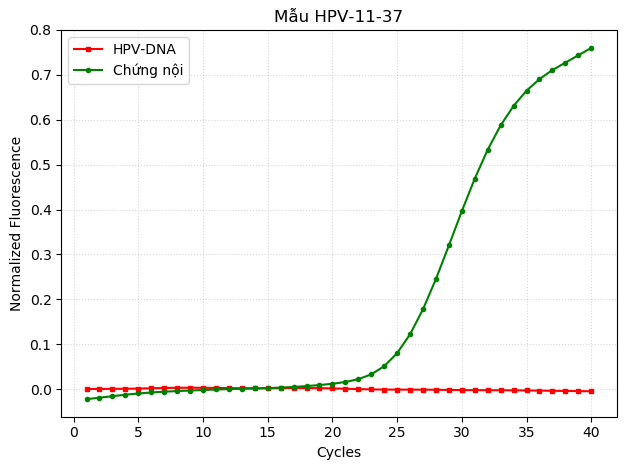 Mẫu HPV-11-37
HPV-DNA
Chứng nội
Normalized Fluorescence
0.8
0.7
0.6
0.5
0.4
0.3
0.2
0.1
0.0
0 5 10 15 20 25 30 35 40
Cycles